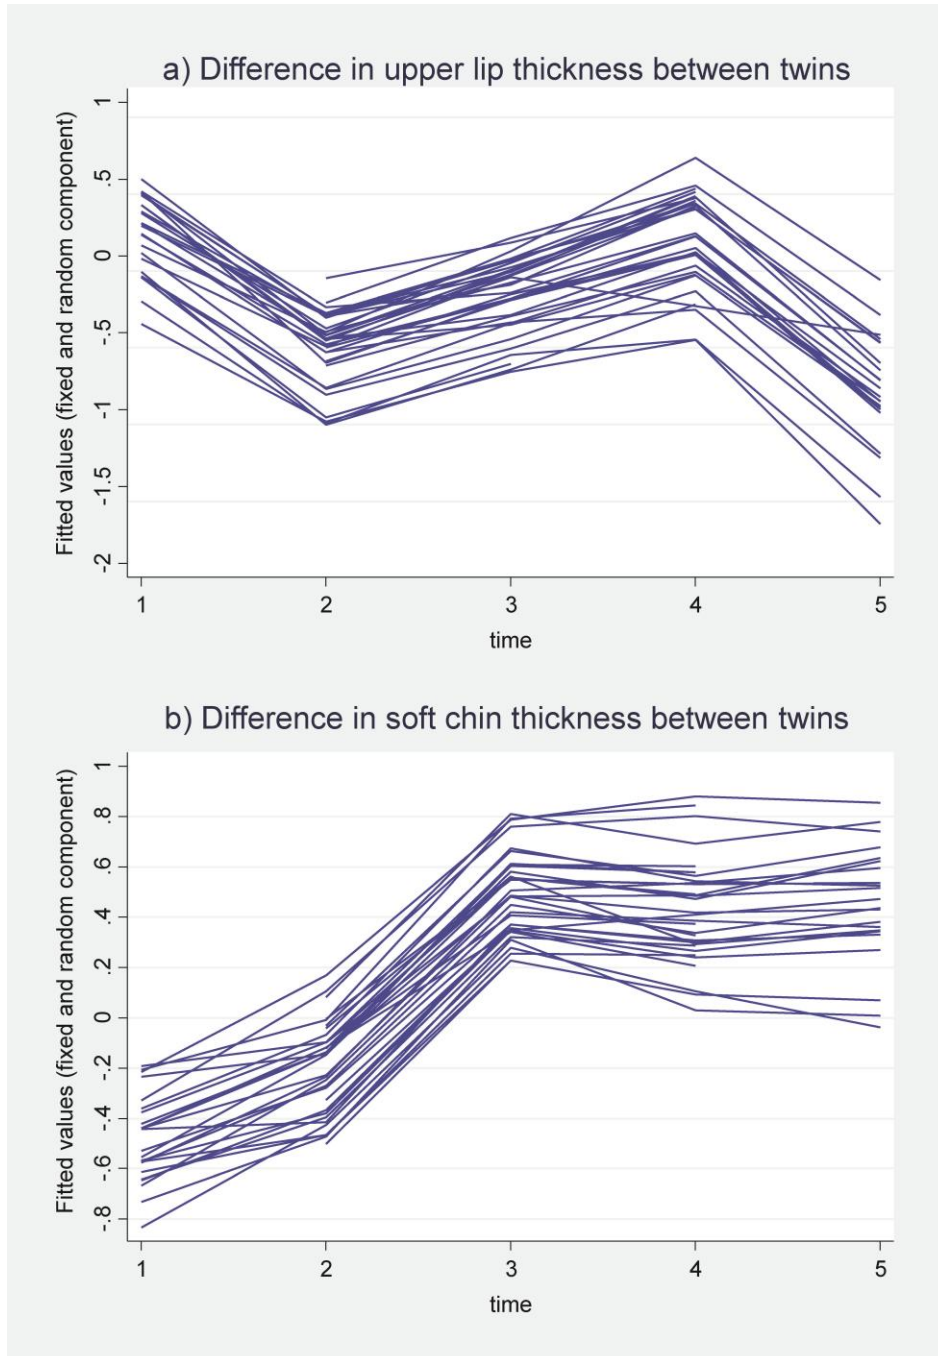 a) Difference in upper lip thickness between twins
Fitted values (fixed and random component)
1
.5
0
-.5
-1
-1.5
-2
1 2 3 4 5
time
b) Difference in soft chin thickness between twins
Fitted values (fixed and random component)
1
.8
.6
.4
.2
0
-.2
-.4
-.6
-.8
1 2 3 4 5
time